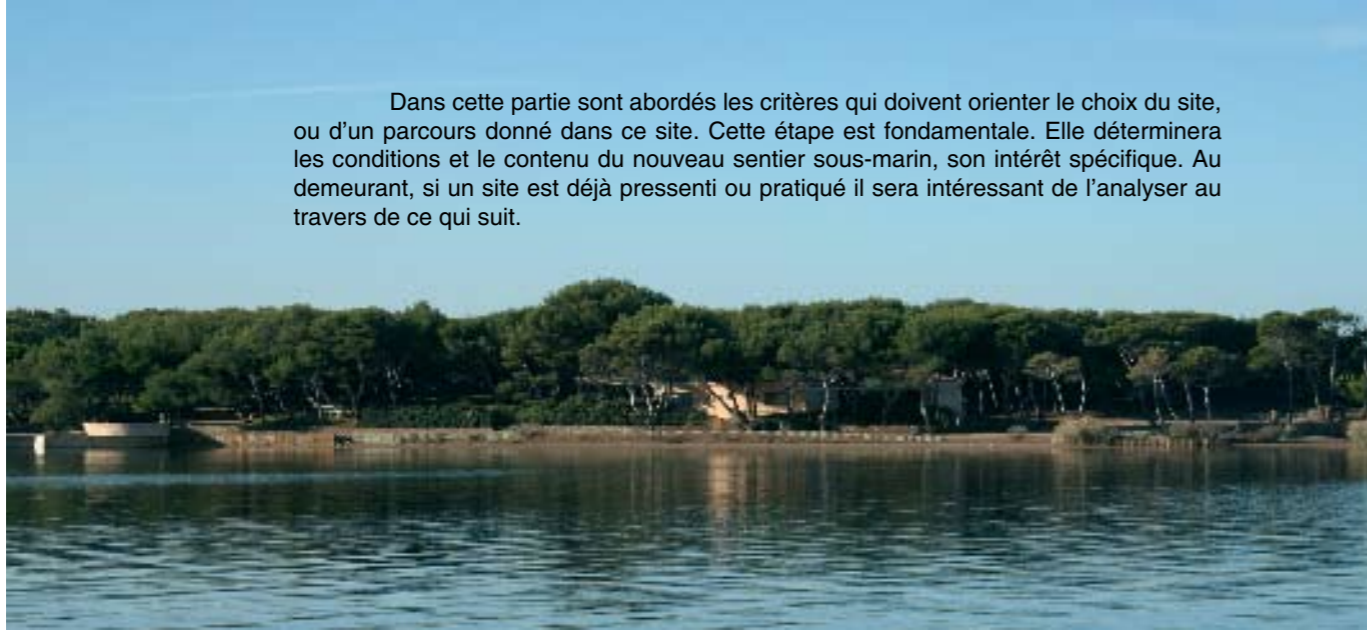 Dans cette partie sont abordés les critères qui doivent orienter le choix du site,
ou d'un parcours donné dans ce site. Cette étape est fondamentale. Elle déterminera
les conditions et le contenu du nouveau sentier sous-marin, son intérêt spécifique. Au
demeurant, si un site est déjà pressenti ou pratiqué il sera intéressant de l'analyser au
travers de ce qui suit.